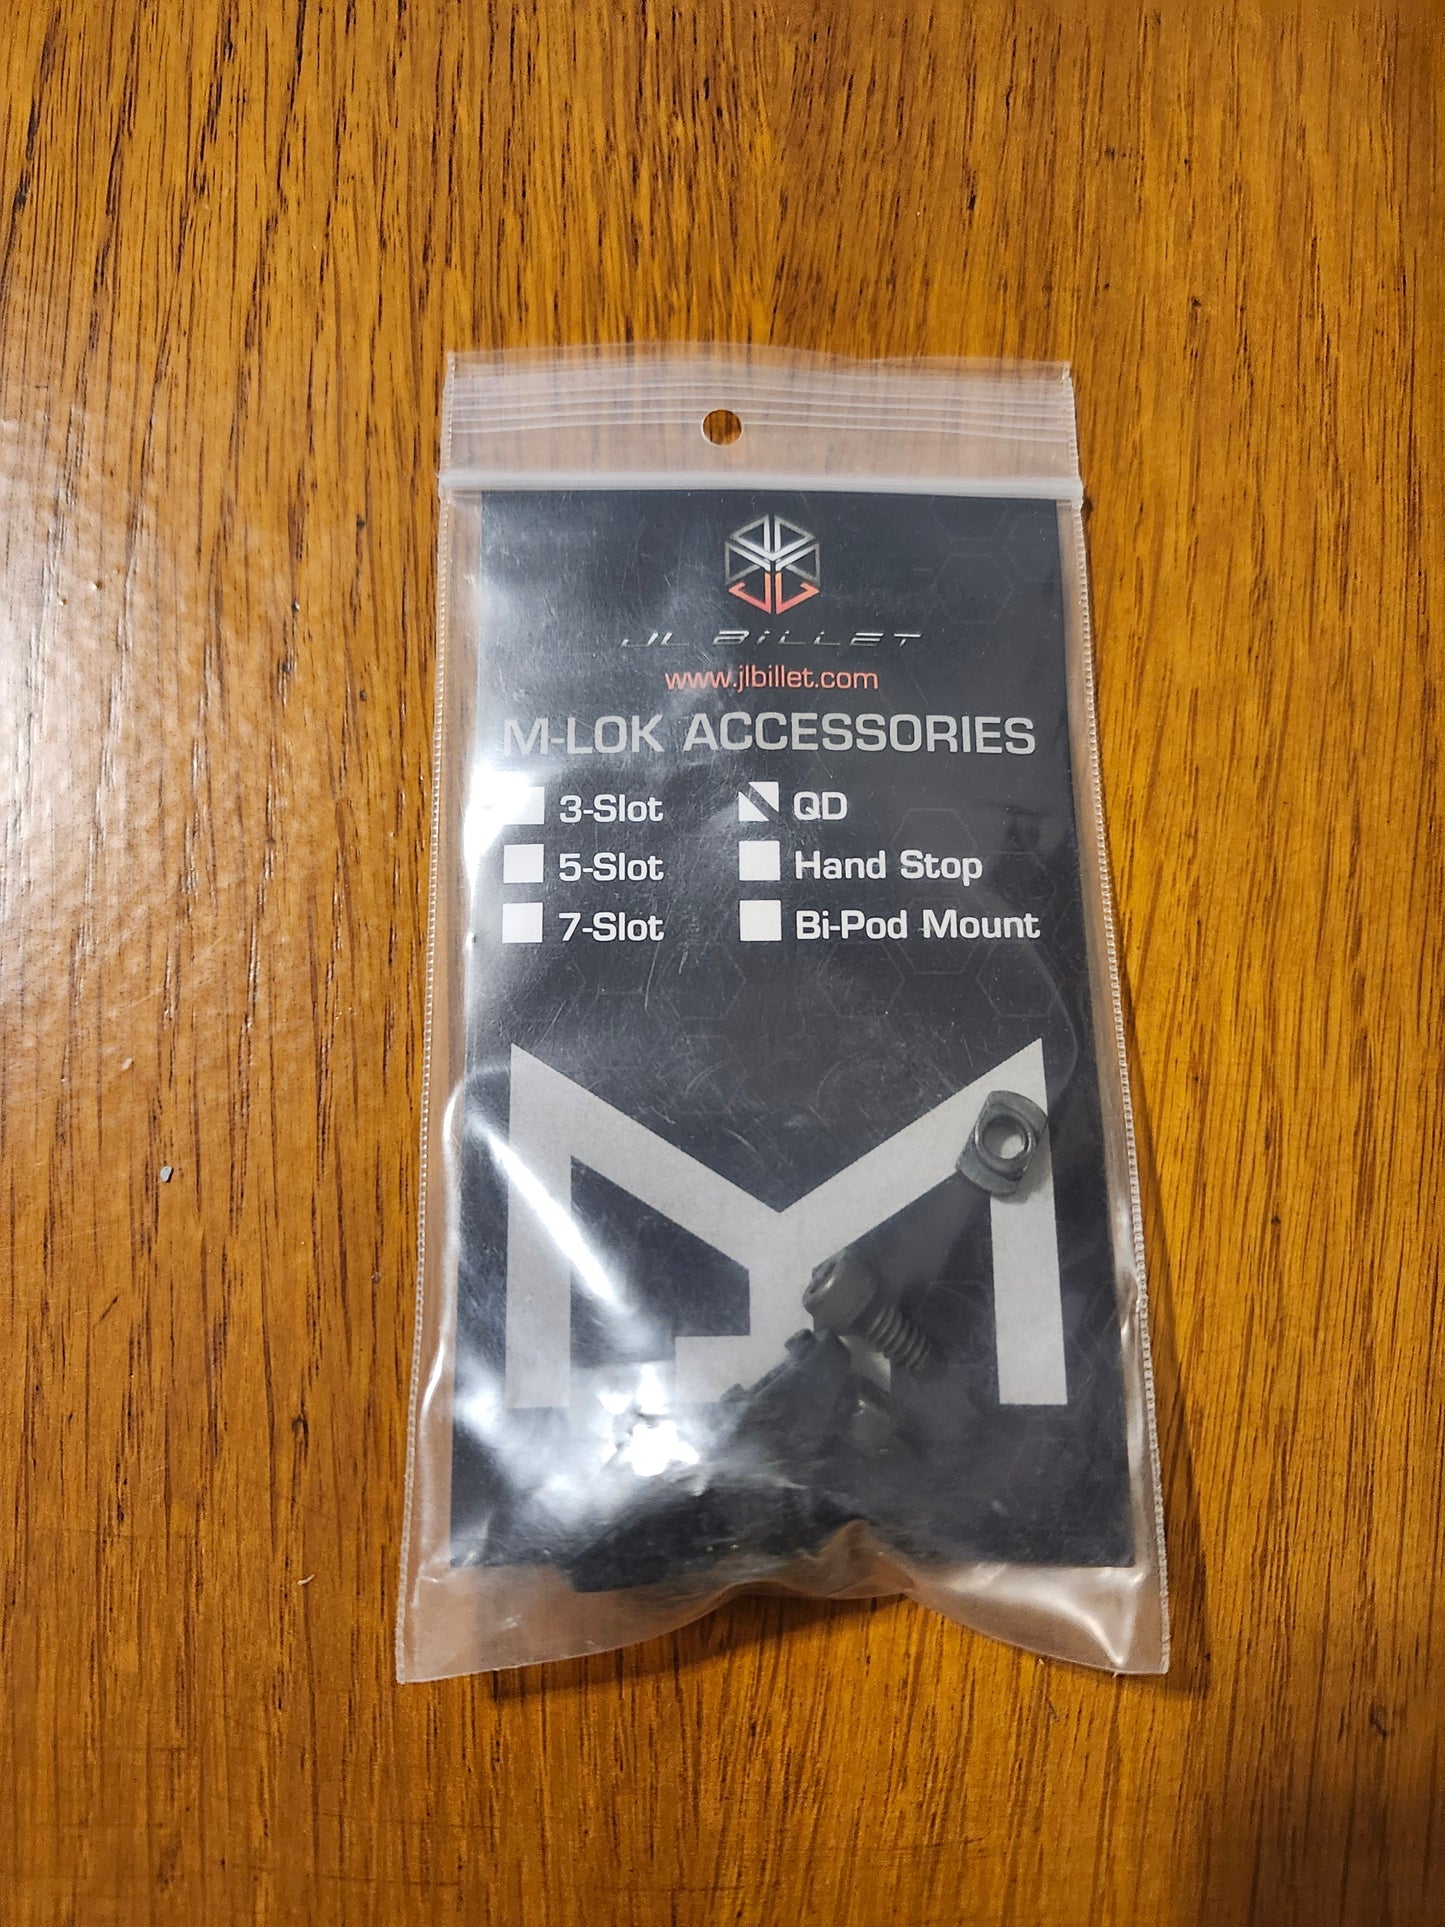 JL BiLLET
www.jlbillet.com
M-LOK ACCESSORIES
3-Slot
QD
5-Slot
Hand Stop
7-Slot
Bi-Pod Mount